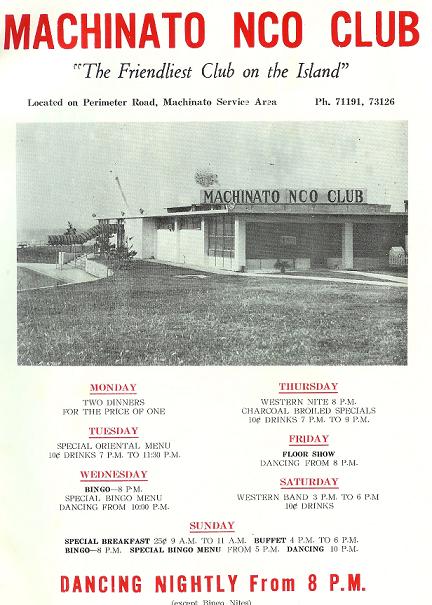 MACHINATO NCO CLUB
"The Friendliest Club on the Island"
Located on Perimeter Road, Machinato Service Area Ph. 71191, 73126
MACHINATO NCO CLUB
MONDAY
TWO DINNERS
FOR THE PRICE OF ONE
TUESDAY
SPECIAL ORIENTAL MENU
10¢ DRINKS 7 P.M. TO 11:30 P.M.
WEDNESDAY
BINGO—8 P.M.
SPECIAL BINGO MENU
DANCING FROM 10:00 P.M.
THURSDAY
WESTERN NITE 8 P.M.
CHARCOAL BROILED SPECIALS
10¢ DRINKS 7 P.M. TO 9 P.M.
FRIDAY
FLOOR SHOW
DANCING FROM 8 P.M.
SATURDAY
WESTERN BAND 3 P.M. TO 6 P.M
10¢ DRINKS
SUNDAY
SPECIAL BREAKFAST 25¢ 9 A.M. TO 11 A.M. BUFFET 4 P.M. TO 6 P.M.
BINGO—8 P.M. SPECIAL BINGO MENU FROM 5 P.M. DANCING 10 P.M.
DANCING NIGHTLY From 8 P.M.
(except Bingo Nites)